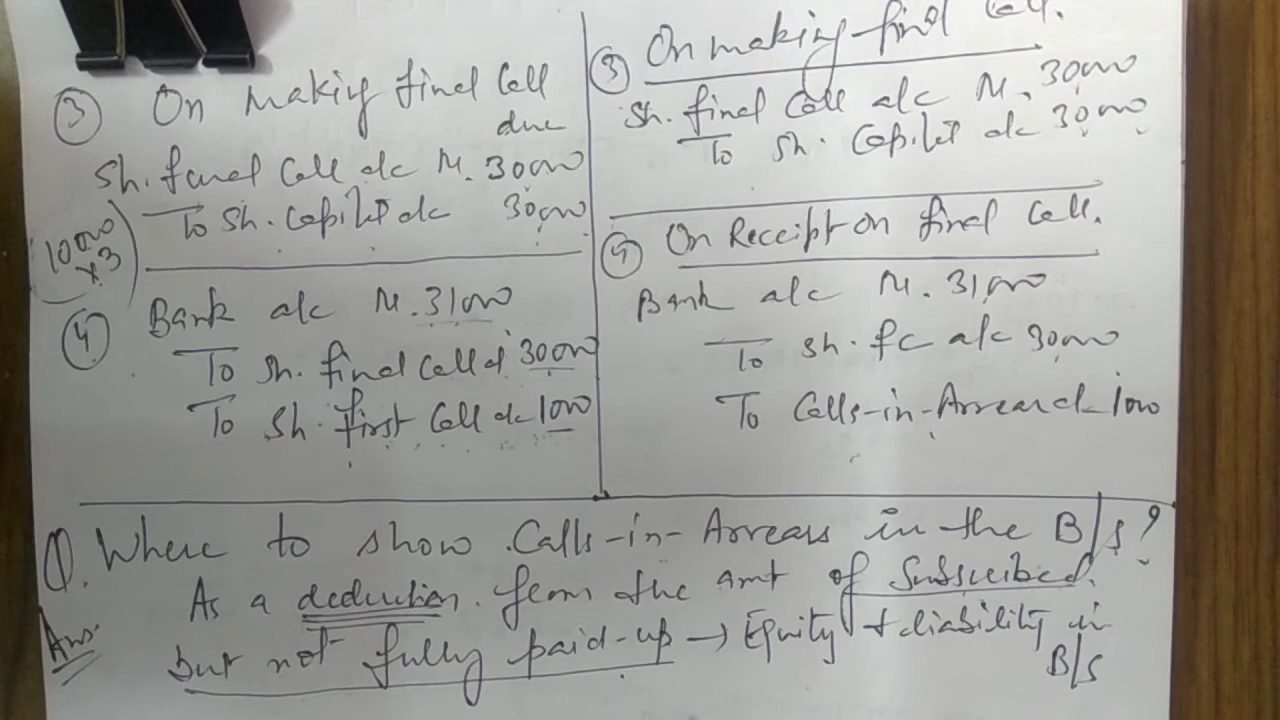 ③ On Making final Call
due
Sh. final Call a/c Dr. 30000
To Sh. Capital a/c 30000
10000
x 3
④ Bank a/c Dr. 31000
To Sh. final Call a/c 30000
To Sh. first Call a/c 1000
③ On making final Call.
Sh. final Call a/c Dr. 30000
To Sh. Capital a/c 30000
④ On Receipt on final Call.
Bank a/c Dr. 31000
To Sh. fc a/c 30000
To Calls-in-Arrear a/c 1000
Q. Where to show Calls-in-Arrears in the B/S?
Ans. As a deduction from the amt of Subscribed
but not fully paid-up → Equity + liability in
B/S